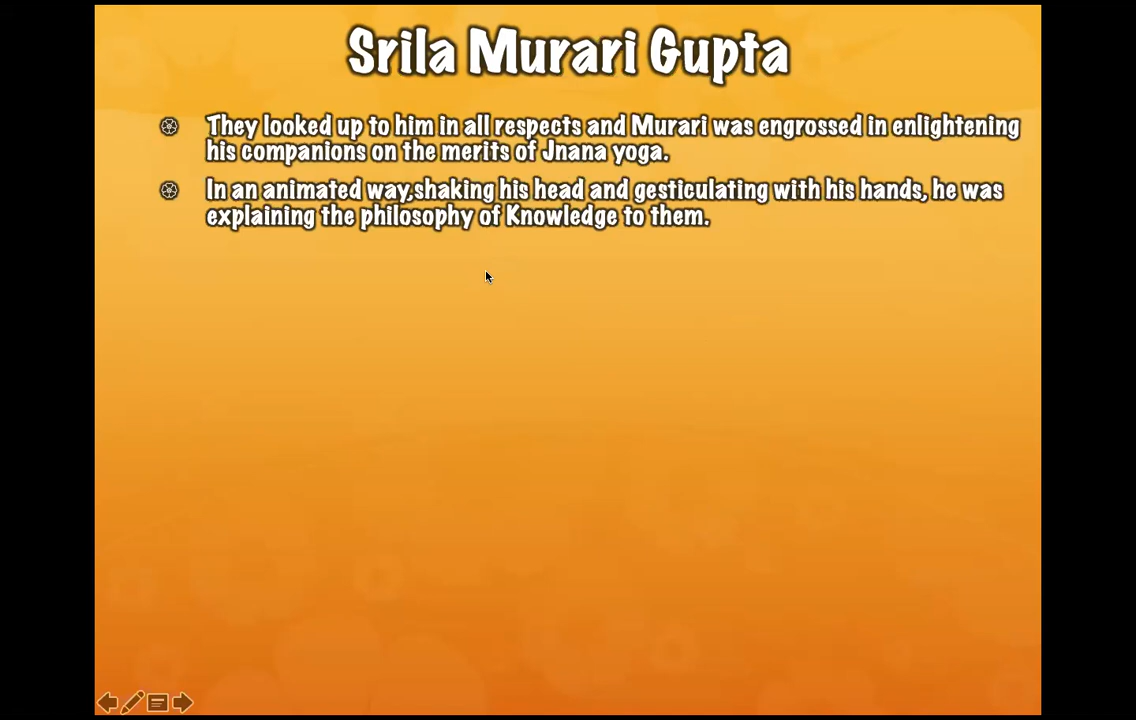 Srila Murari Gupta
They looked up to him in all respects and Murari was engrossed in enlightening
his companions on the merits of Jnana yoga.
In an animated way,shaking his head and gesticulating with his hands, he was
explaining the philosophy of Knowledge to them.